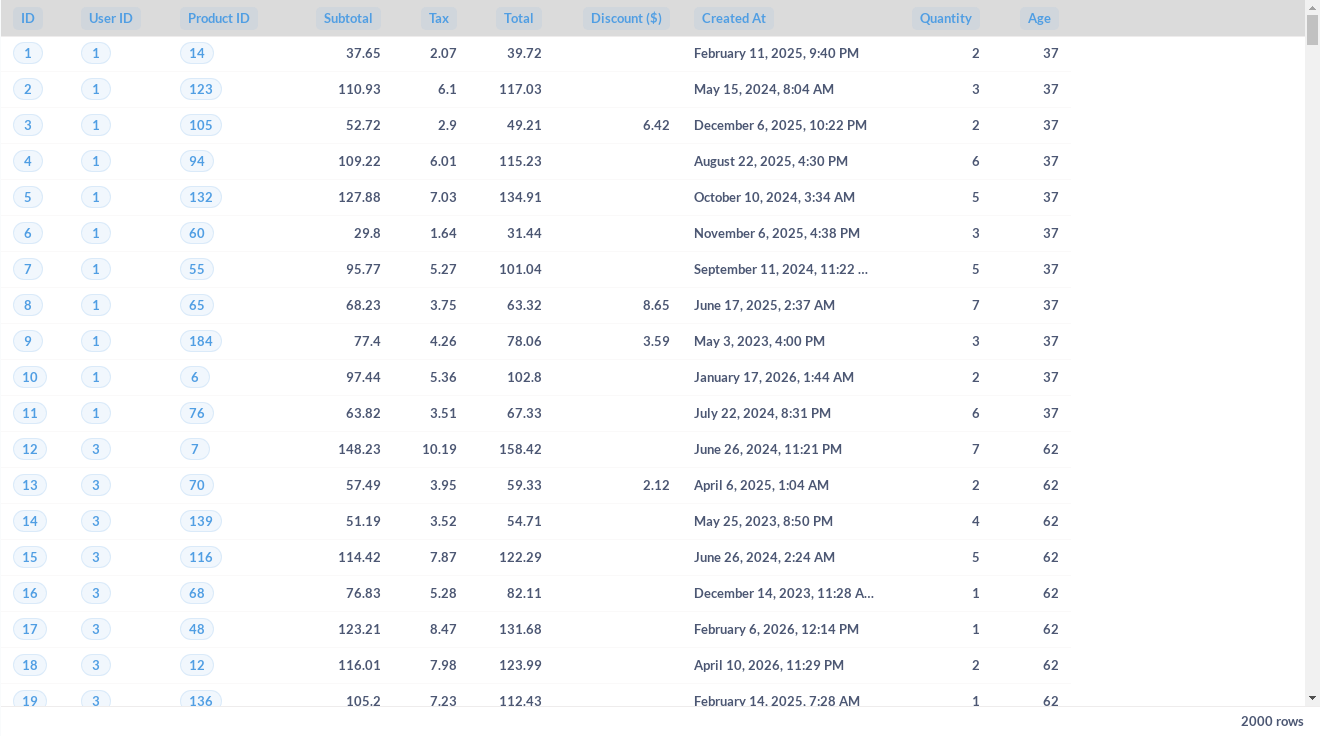 ID User ID Product ID Subtotal Tax Total Discount ($) Created At Quantity Age
1 1 14 37.65 2.07 39.72 February 11, 2025, 9:40 PM 2 37
2 1 123 110.93 6.1 117.03 May 15, 2024, 8:04 AM 3 37
3 1 105 52.72 2.9 49.21 6.42 December 6, 2025, 10:22 PM 2 37
4 1 94 109.22 6.01 115.23 August 22, 2025, 4:30 PM 6 37
5 1 132 127.88 7.03 134.91 October 10, 2024, 3:34 AM 5 37
6 1 60 29.8 1.64 31.44 November 6, 2025, 4:38 PM 3 37
7 1 55 95.77 5.27 101.04 September 11, 2024, 11:22 ... 5 37
8 1 65 68.23 3.75 63.32 8.65 June 17, 2025, 2:37 AM 7 37
9 1 184 77.4 4.26 78.06 3.59 May 3, 2023, 4:00 PM 3 37
10 1 6 97.44 5.36 102.8 January 17, 2026, 1:44 AM 2 37
11 1 76 63.82 3.51 67.33 July 22, 2024, 8:31 PM 6 37
12 3 7 148.23 10.19 158.42 June 26, 2024, 11:21 PM 7 62
13 3 70 57.49 3.95 59.33 2.12 April 6, 2025, 1:04 AM 2 62
14 3 139 51.19 3.52 54.71 May 25, 2023, 8:50 PM 4 62
15 3 116 114.42 7.87 122.29 June 26, 2024, 2:24 AM 5 62
16 3 68 76.83 5.28 82.11 December 14, 2023, 11:28 A... 1 62
17 3 48 123.21 8.47 131.68 February 6, 2026, 12:14 PM 1 62
18 3 12 116.01 7.98 123.99 April 10, 2026, 11:29 PM 2 62
19 3 136 105.2 7.23 112.43 February 14, 2025, 7:28 AM 1 62
2000 rows